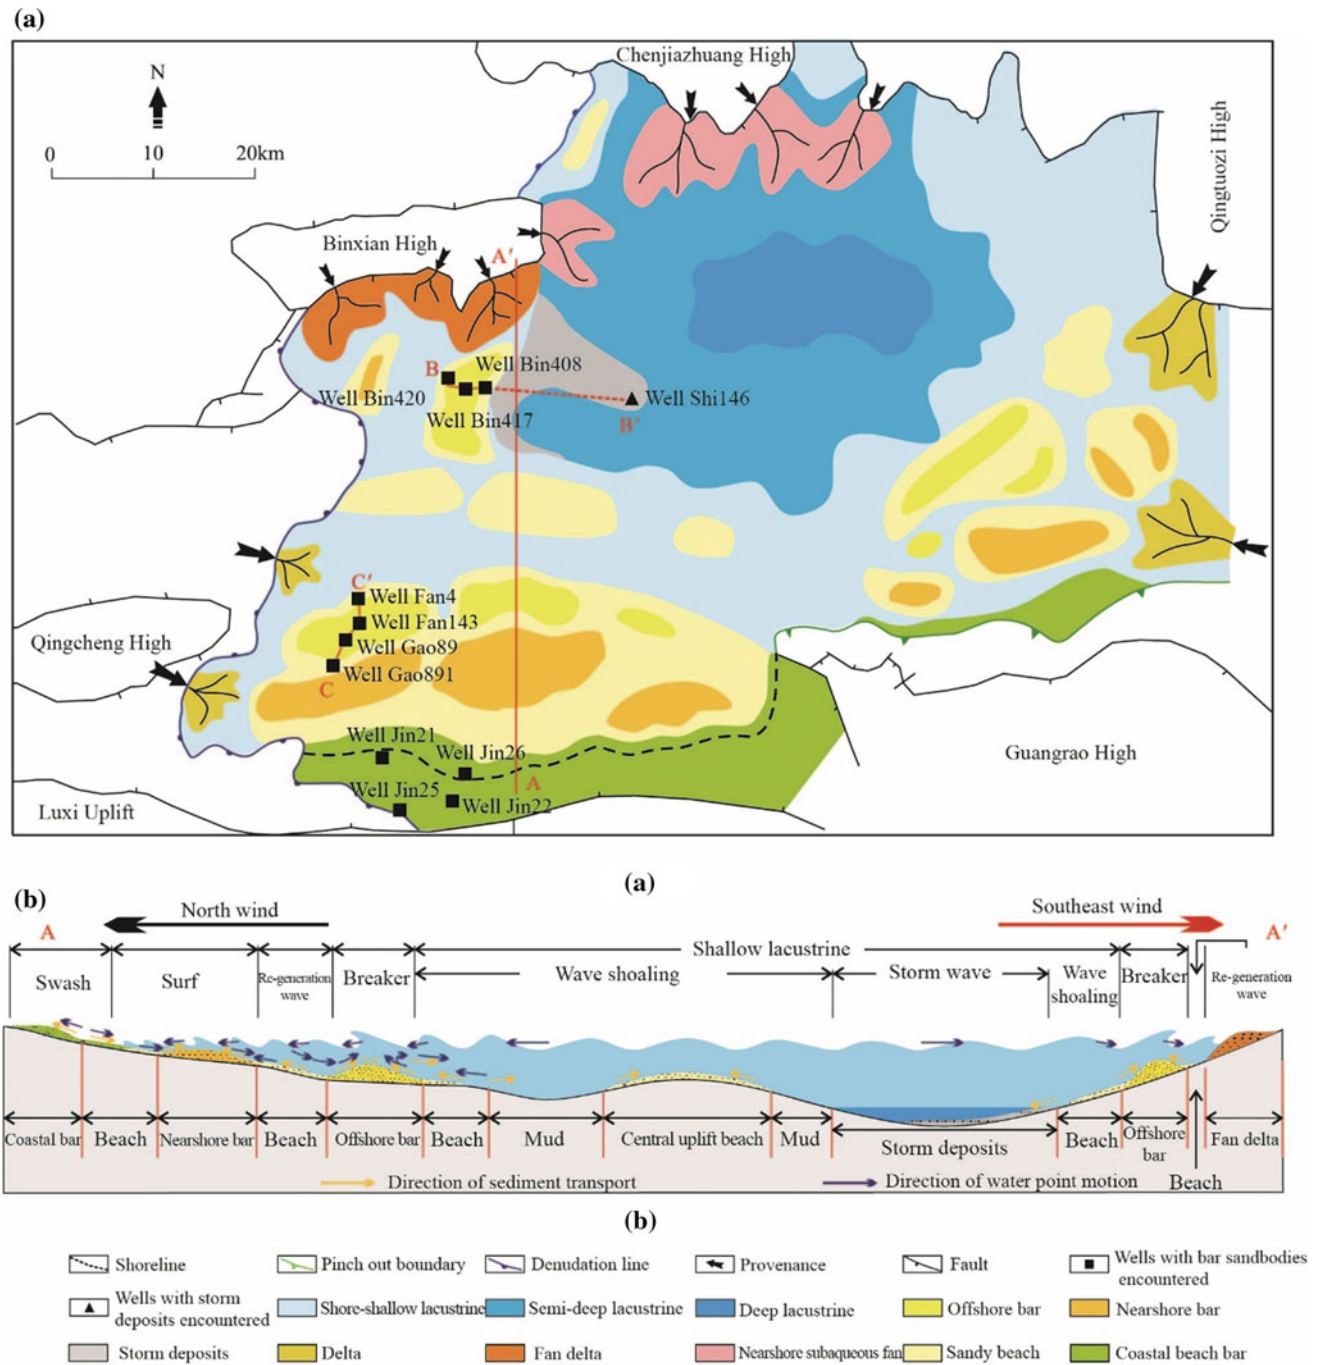 (a)
Chenjiazhuang High
N
0 10 20km
Qingtuozi High
Binxian High
A′
B
Well Bin408
Well Bin420
Well Shi146
Well Bin417
B′
C′
Well Fan4
Well Fan143
Qingcheng High
Well Gao89
Well Gao891
C
Well Jin21
Well Jin26
Guangrao High
Well Jin25
A
Well Jin22
Luxi Uplift
(a)
(b)
North wind
Southeast wind
A
A′
Shallow lacustrine
Swash
Surf
Re-generation
wave
Breaker
Wave shoaling
Storm wave
Wave
shoaling
Breaker
Re-generation
wave
Coastal bar
Beach
Nearshore bar
Beach
Offshore bar
Beach
Mud
Central uplift beach
Mud
Storm deposits
Beach
Offshore
bar
Fan delta
Direction of sediment transport
Direction of water point motion
Beach
(b)
Shoreline
Pinch out boundary
Denudation line
Provenance
Fault
Wells with bar sandbodies
encountered
Wells with storm
deposits encountered
Shore-shallow lacustrine
Semi-deep lacustrine
Deep lacustrine
Offshore bar
Nearshore bar
Storm deposits
Delta
Fan delta
Nearshore subaqueous fan
Sandy beach
Coastal beach bar